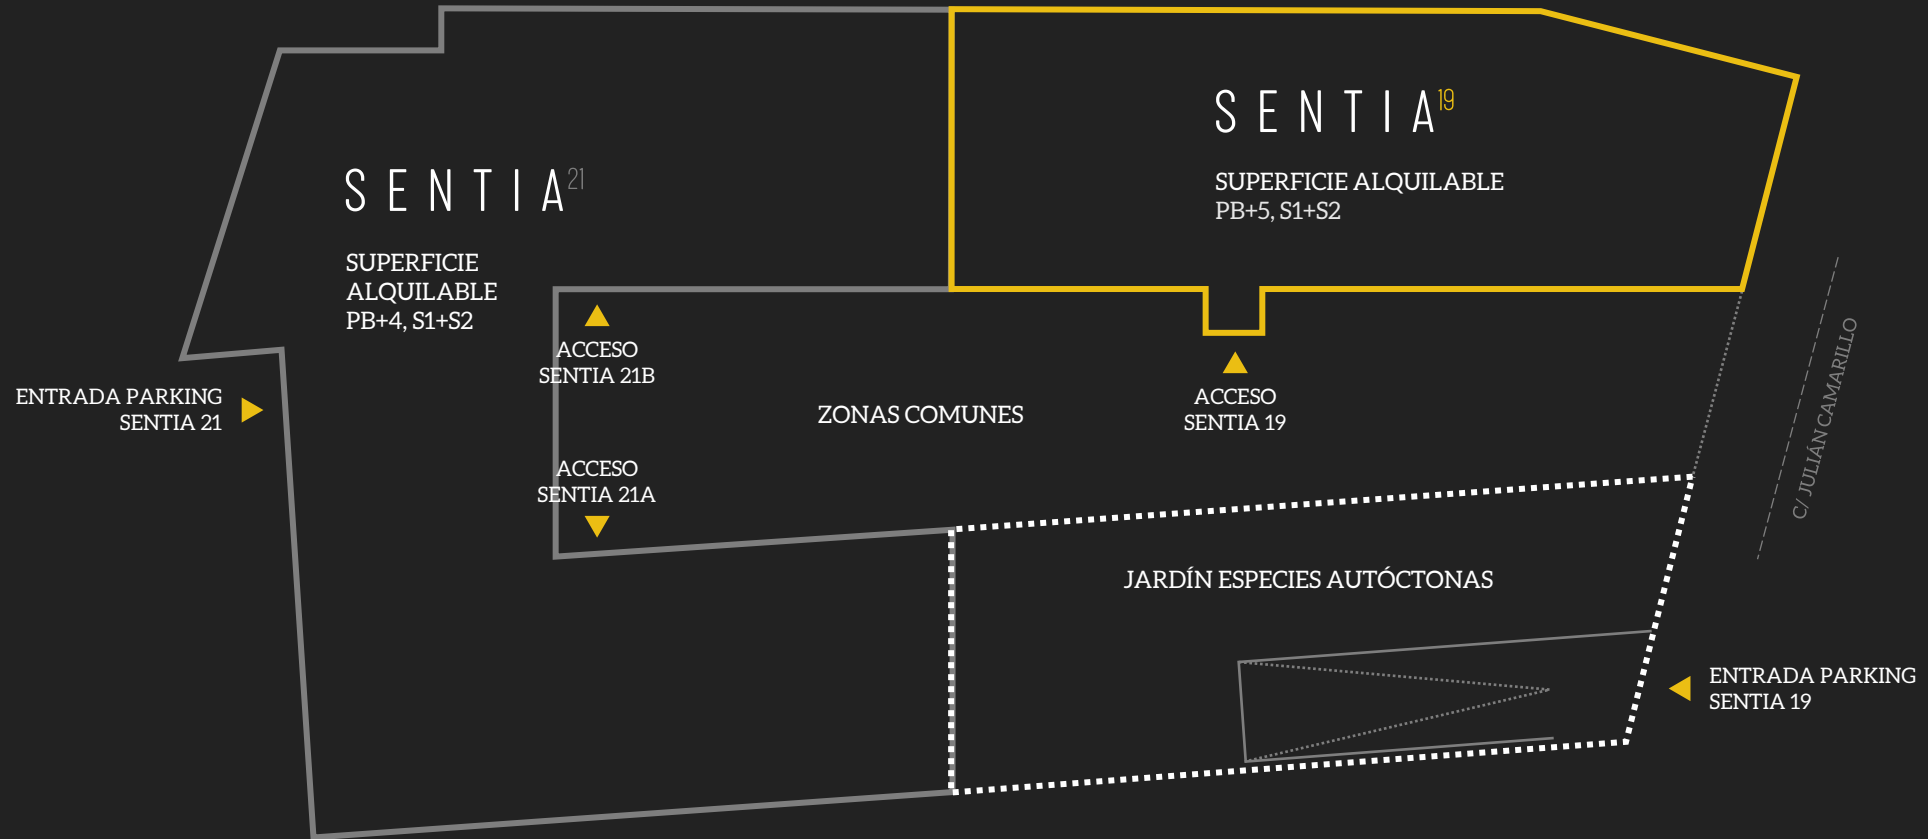 SENTIA19
SUPERFICIE ALQUILABLE
PB+5, S1+S2
SENTIA21
SUPERFICIE
ALQUILABLE
PB+4, S1+S2
ACCESO
SENTIA 21B
ENTRADA PARKING
SENTIA 21
ZONAS COMUNES
ACCESO
SENTIA 19
C/ JULIÁN CAMARILLO
ACCESO
SENTIA 21A
JARDÍN ESPECIES AUTÓCTONAS
ENTRADA PARKING
SENTIA 19